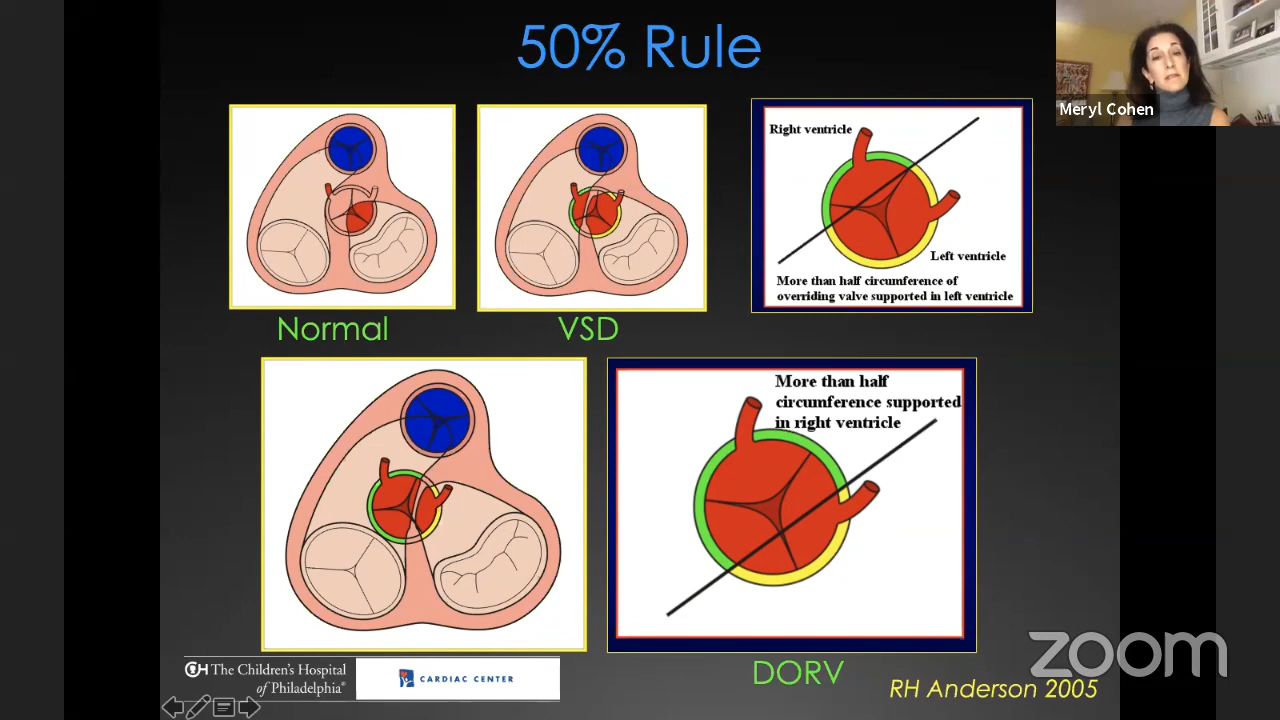 50% Rule
Meryl Cohen
Normal
VSD
Right ventricle
Left ventricle
More than half circumference of
overriding valve supported in left ventricle
More than half
circumference supported
in right ventricle
DORV
The Children's Hospital
of Philadelphia®
CARDIAC CENTER
RH Anderson 2005
zoom